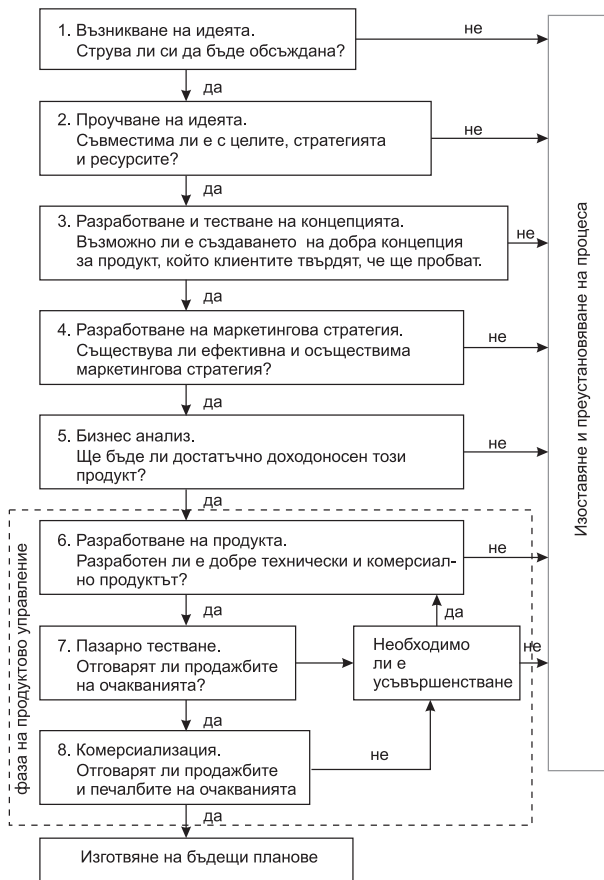 1. Възникване на идеята.
Струва ли си да бъде обсъждана?
не
да
2. Проучване на идеята.
Съвместима ли е с целите, стратегията
и ресурсите?
не
да
3. Разработване и тестване на концепцията.
Възможно ли е създаването на добра концепция
за продукт, който клиентите твърдят, че ще пробват.
не
да
4. Разработване на маркетингова стратегия.
Съществува ли ефективна и осъществима
маркетингова стратегия?
не
да
5. Бизнес анализ.
Ще бъде ли достатъчно доходоносен този
продукт?
не
да
6. Разработване на продукта.
Разработен ли е добре технически и комерсиал-
но продуктът?
не
да
да
7. Пазарно тестване.
Отговарят ли продажбите
на очакванията?
Необходимо
ли е
усъвършенстване
не
да
8. Комерсиализация.
Отговарят ли продажбите
и печалбите на очакванията
не
да
Изготвяне на бъдещи планове
фаза на продуктово управление
Изоставяне и преустановяване на процеса